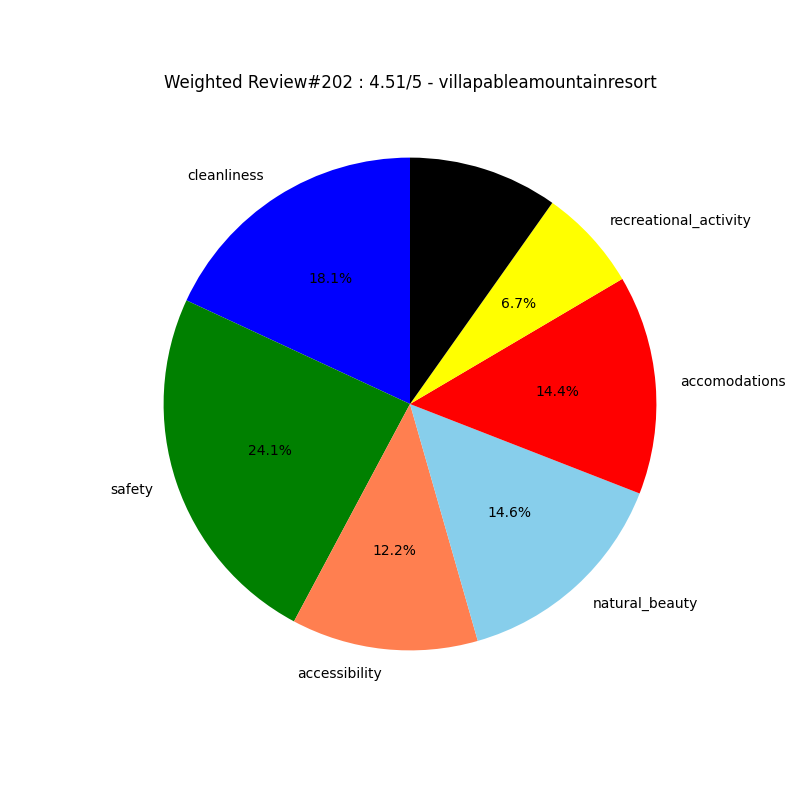 Weighted Review#202 : 4.51/5 - villapableamountainresort
cleanliness
18.1%
safety
24.1%
accessibility
12.2%
natural_beauty
14.6%
accomodations
14.4%
recreational_activity
6.7%